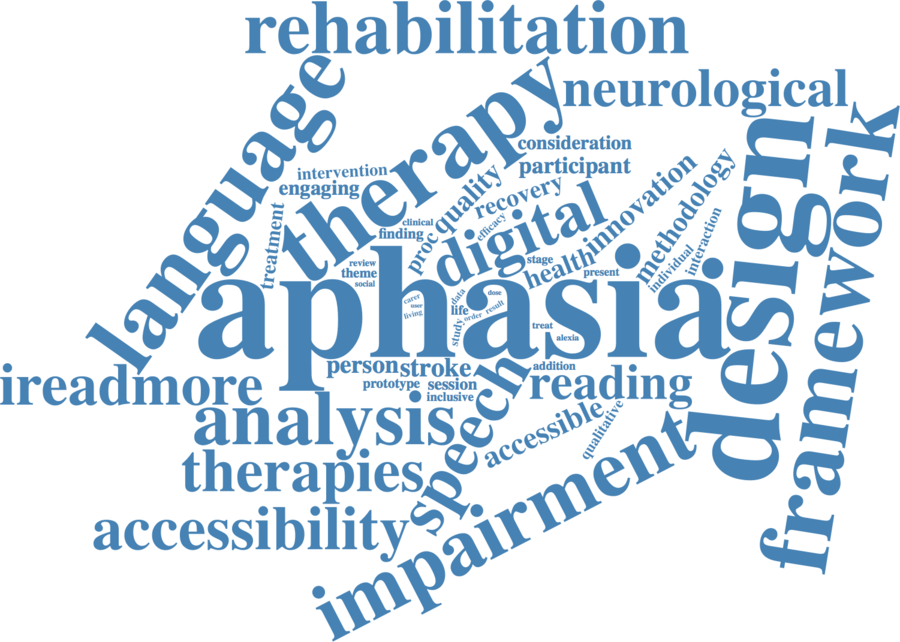 rehabilitation
language
therapy
neurological
consideration
participant
intervention
engaging
treatment
clinical
finding
proc
quality
recovery
efficacy
digital
innovation
methodology
individual
interaction
design
framework
review
theme
social
stage
health
present
aphasia
carer
user
living
data
life
study
order
dose
result
treat
alexia
person
stroke
addition
prototype
session
inclusive
ireadmore
reading
analysis
speech
accessible
qualitative
therapies
accessibility
impairment